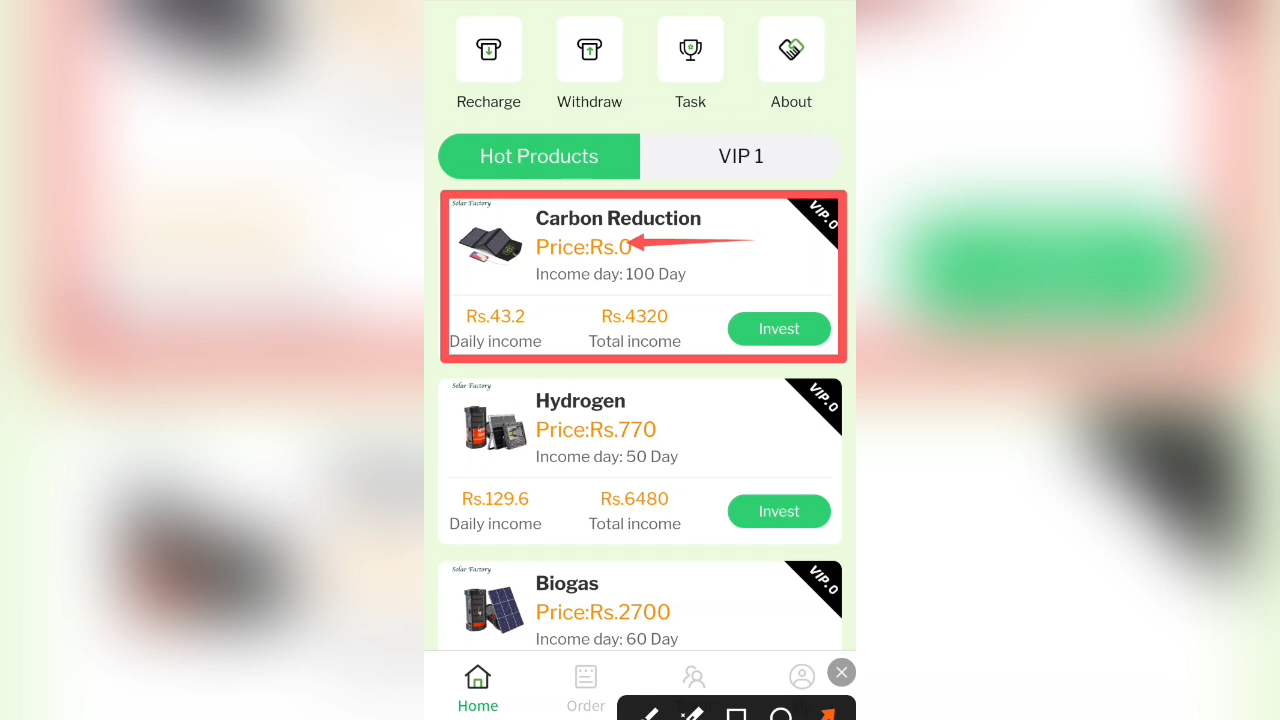 Recharge
Withdraw
Task
About
Hot Products
VIP 1
Solar Factory
Carbon Reduction
VIP.0
Price:Rs.0
Income day: 100 Day
Rs.43.2
Rs.4320
Daily income
Total income
Invest
Solar Factory
Hydrogen
VIP.0
Price:Rs.770
Income day: 50 Day
Rs.129.6
Rs.6480
Daily income
Total income
Invest
Solar Factory
Biogas
VIP.0
Price:Rs.2700
Income day: 60 Day
Home
Order